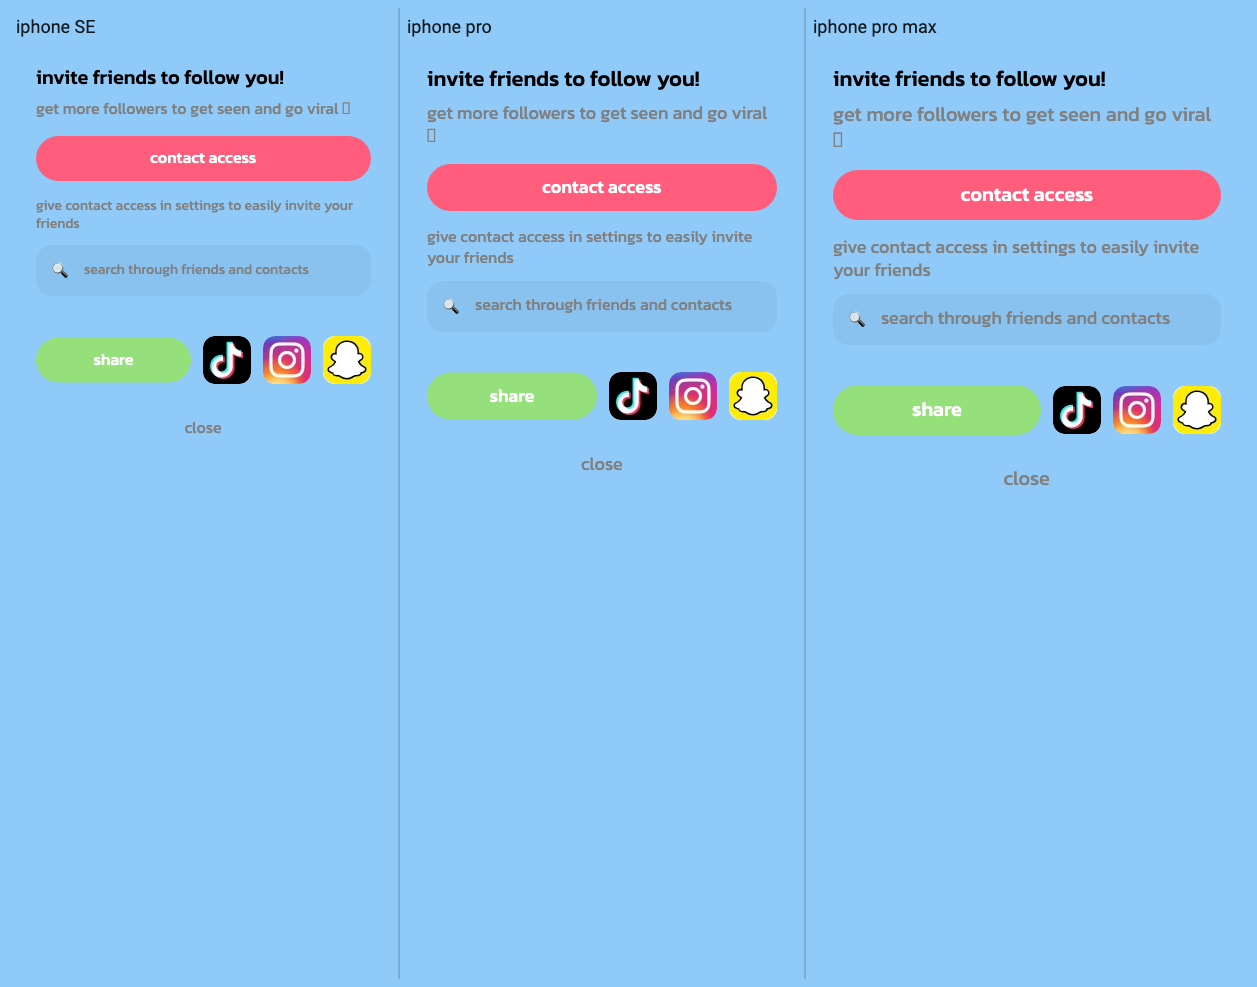 iphone SE
invite friends to follow you!
get more followers to get seen and go viral
contact access
give contact access in settings to easily invite your
friends
🔍 search through friends and contacts
share
close
iphone pro
invite friends to follow you!
get more followers to get seen and go viral
contact access
give contact access in settings to easily invite
your friends
🔍 search through friends and contacts
share
close
iphone pro max
invite friends to follow you!
get more followers to get seen and go viral
contact access
give contact access in settings to easily invite
your friends
🔍 search through friends and contacts
share
close